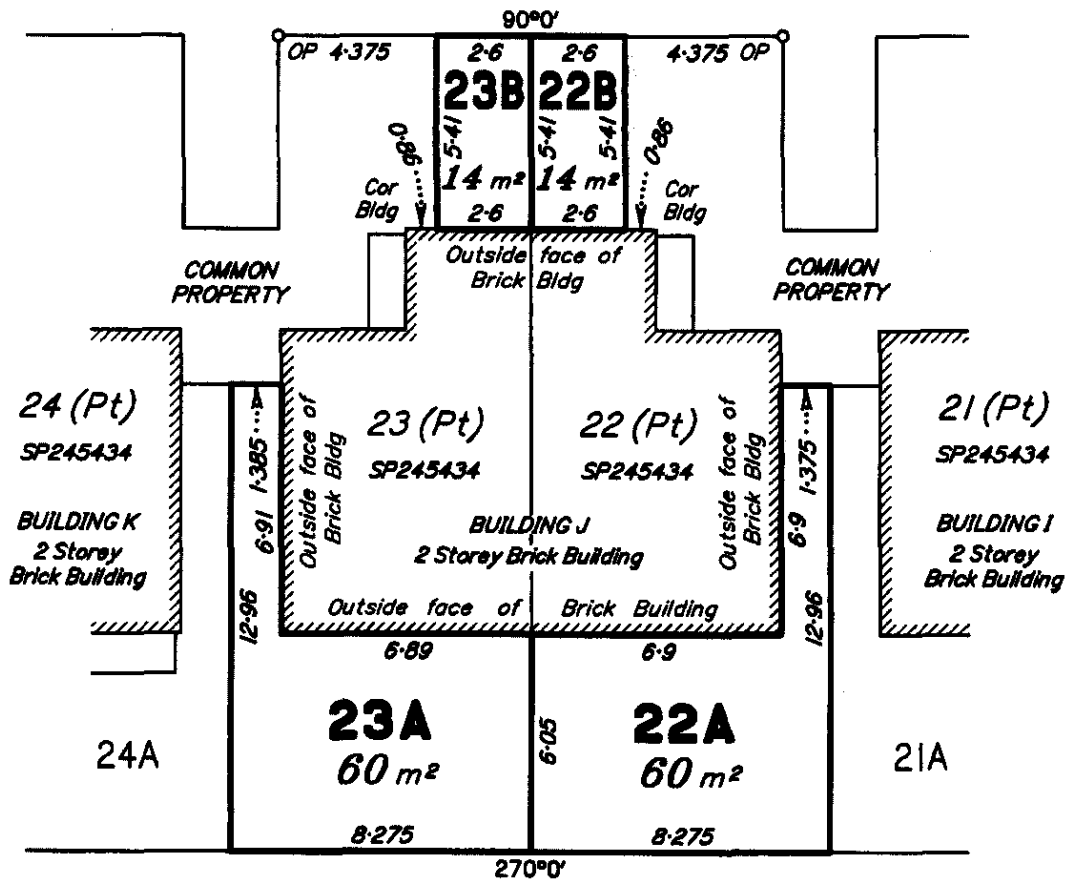 90°0'
OP 4·375
2·6
2·6
4·375 OP
23B
22B
5·41
5·41
5·41
0·86
0·86
14 m²
14 m²
2·6
2·6
Cor
Bldg
Cor
Bldg
Outside face of
Brick Bldg
COMMON
PROPERTY
COMMON
PROPERTY
24 (Pt)
SP245434
23 (Pt)
SP245434
22 (Pt)
SP245434
21 (Pt)
SP245434
Outside face of
Brick Bldg
Outside face of
Brick Bldg
1·385
6·91
12·96
1·375
6·9
12·96
BUILDING K
2 Storey
Brick Building
BUILDING J
2 Storey Brick Building
BUILDING I
2 Storey
Brick Building
Outside face of Brick Building
6·89
6·9
24A
23A
60 m²
6·05
22A
60 m²
21A
8·275
8·275
270°0'